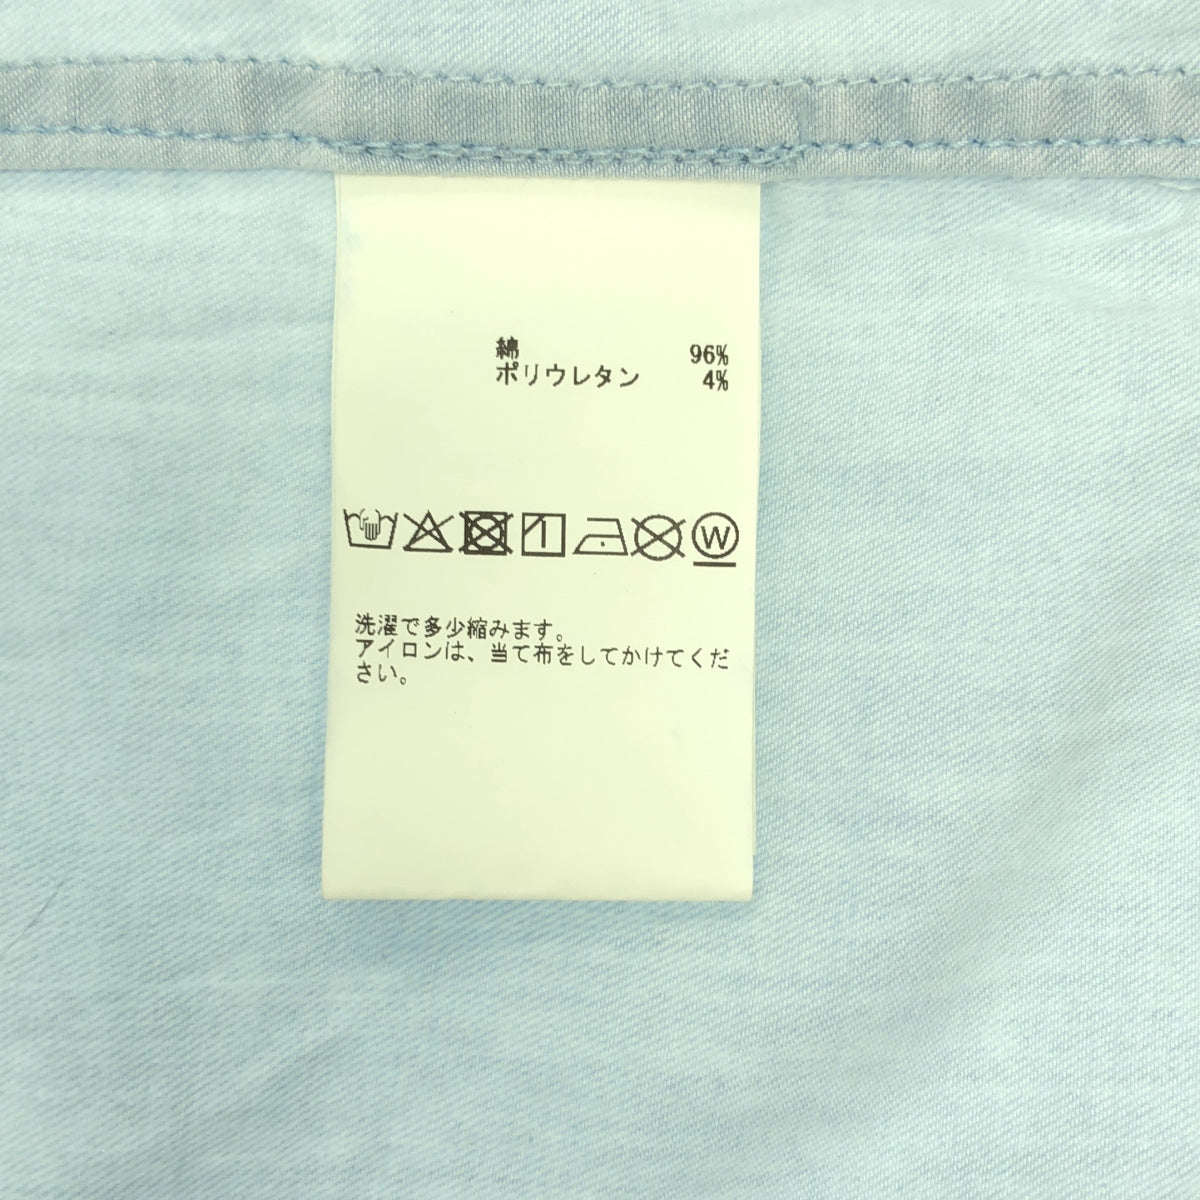 綿 96%
ポリウレタン 4%
W
洗濯で多少縮みます。
アイロンは、当て布をしてかけてくだ
さい。